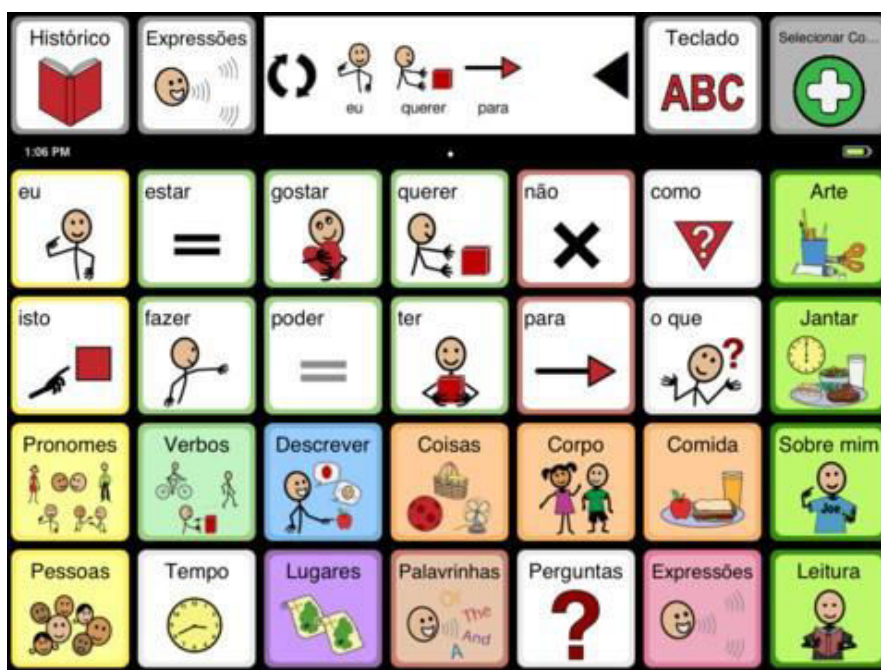 Histórico
Expressões
eu querer para
Teclado
ABC
Selecionar Co...
1:06 PM
eu
estar
gostar
querer
não
como
Arte
isto
fazer
poder
ter
para
o que
Jantar
Pronomes
Verbos
Descrever
Coisas
Corpo
Comida
Sobre mim
Joe
Pessoas
Tempo
Lugares
Palavrinhas
Of
The
And
A
Perguntas
Expressões
Leitura